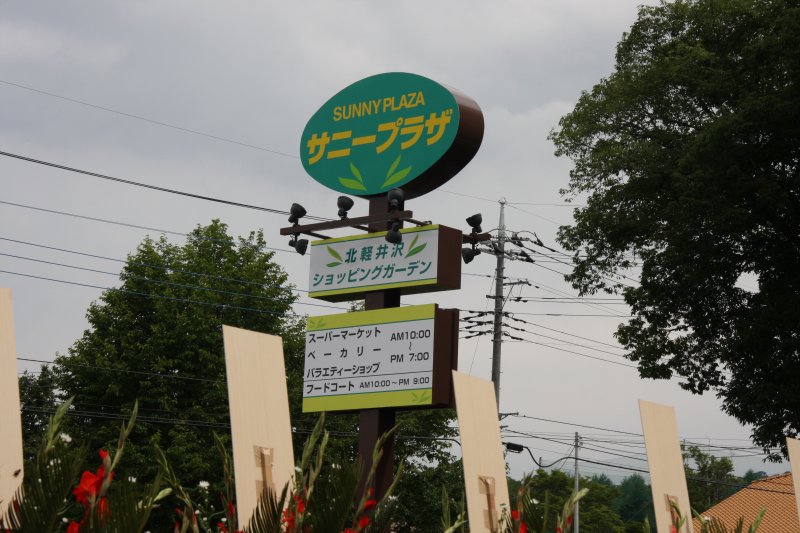 SUNNY PLAZA
サニープラザ
北軽井沢
ショッピングガーデン
スーパーマーケット AM10:00
ベーカリー 〜
バラエティーショップ PM 7:00
フードコート AM10:00〜PM 9:00